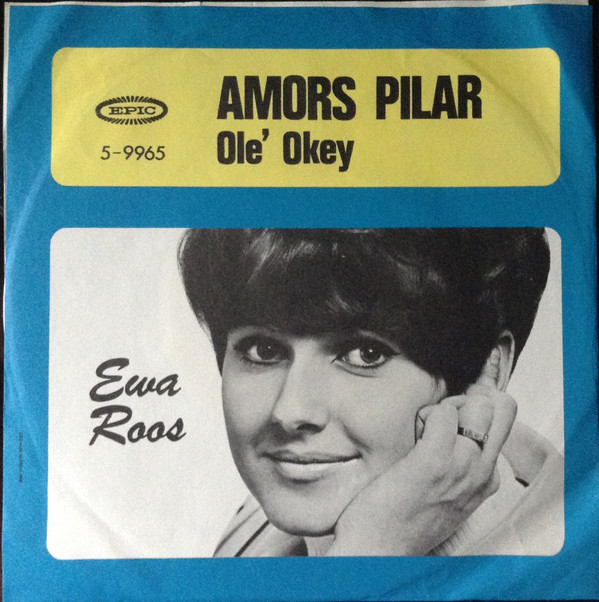 AMORS PILAR
EPIC
5-9965
Ole' Okey
Ewa
Roos